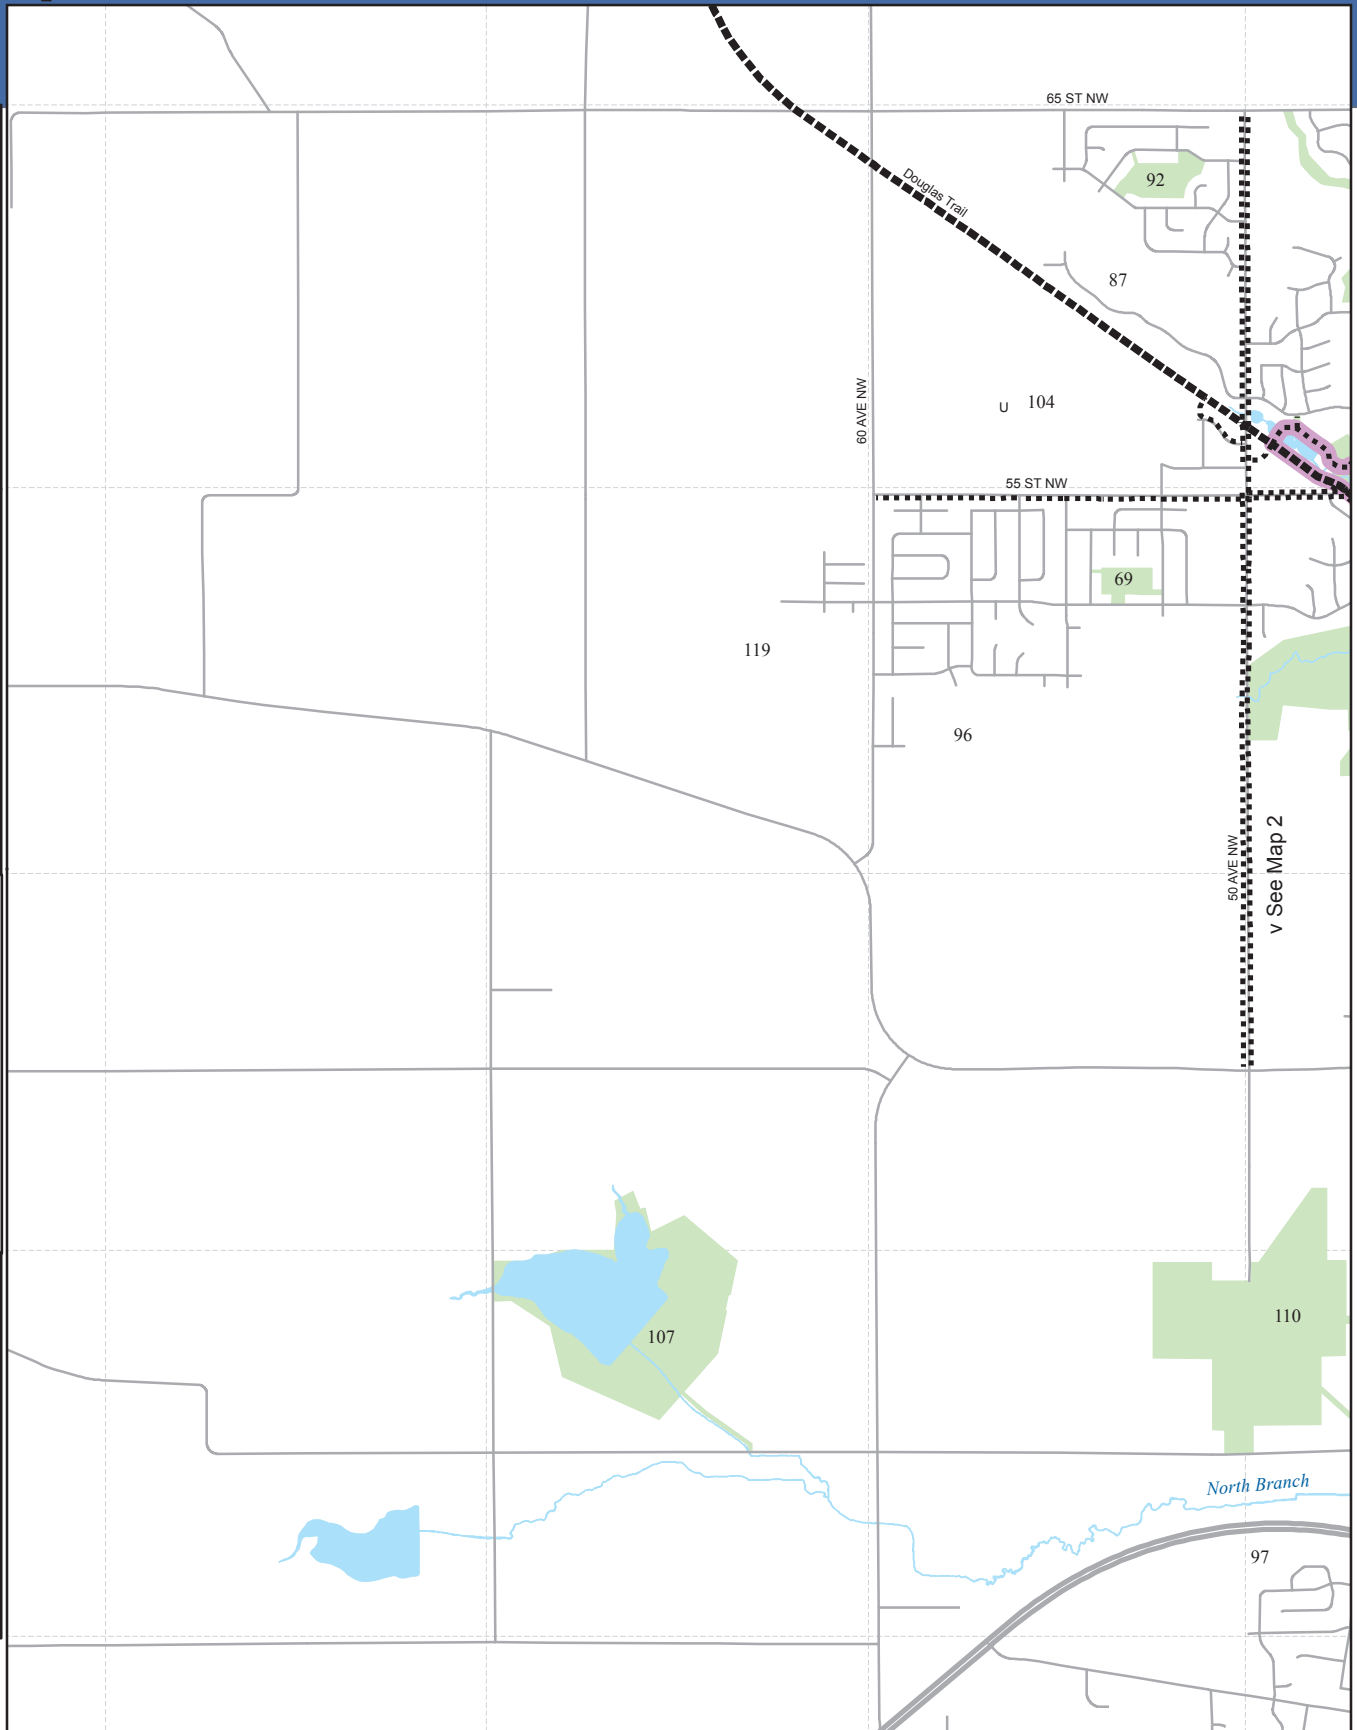 65 ST NW
Douglas Trail
92
87
60 AVE NW
U
104
55 ST NW
69
119
96
50 AVE NW
v See Map 2
107
110
North Branch
97